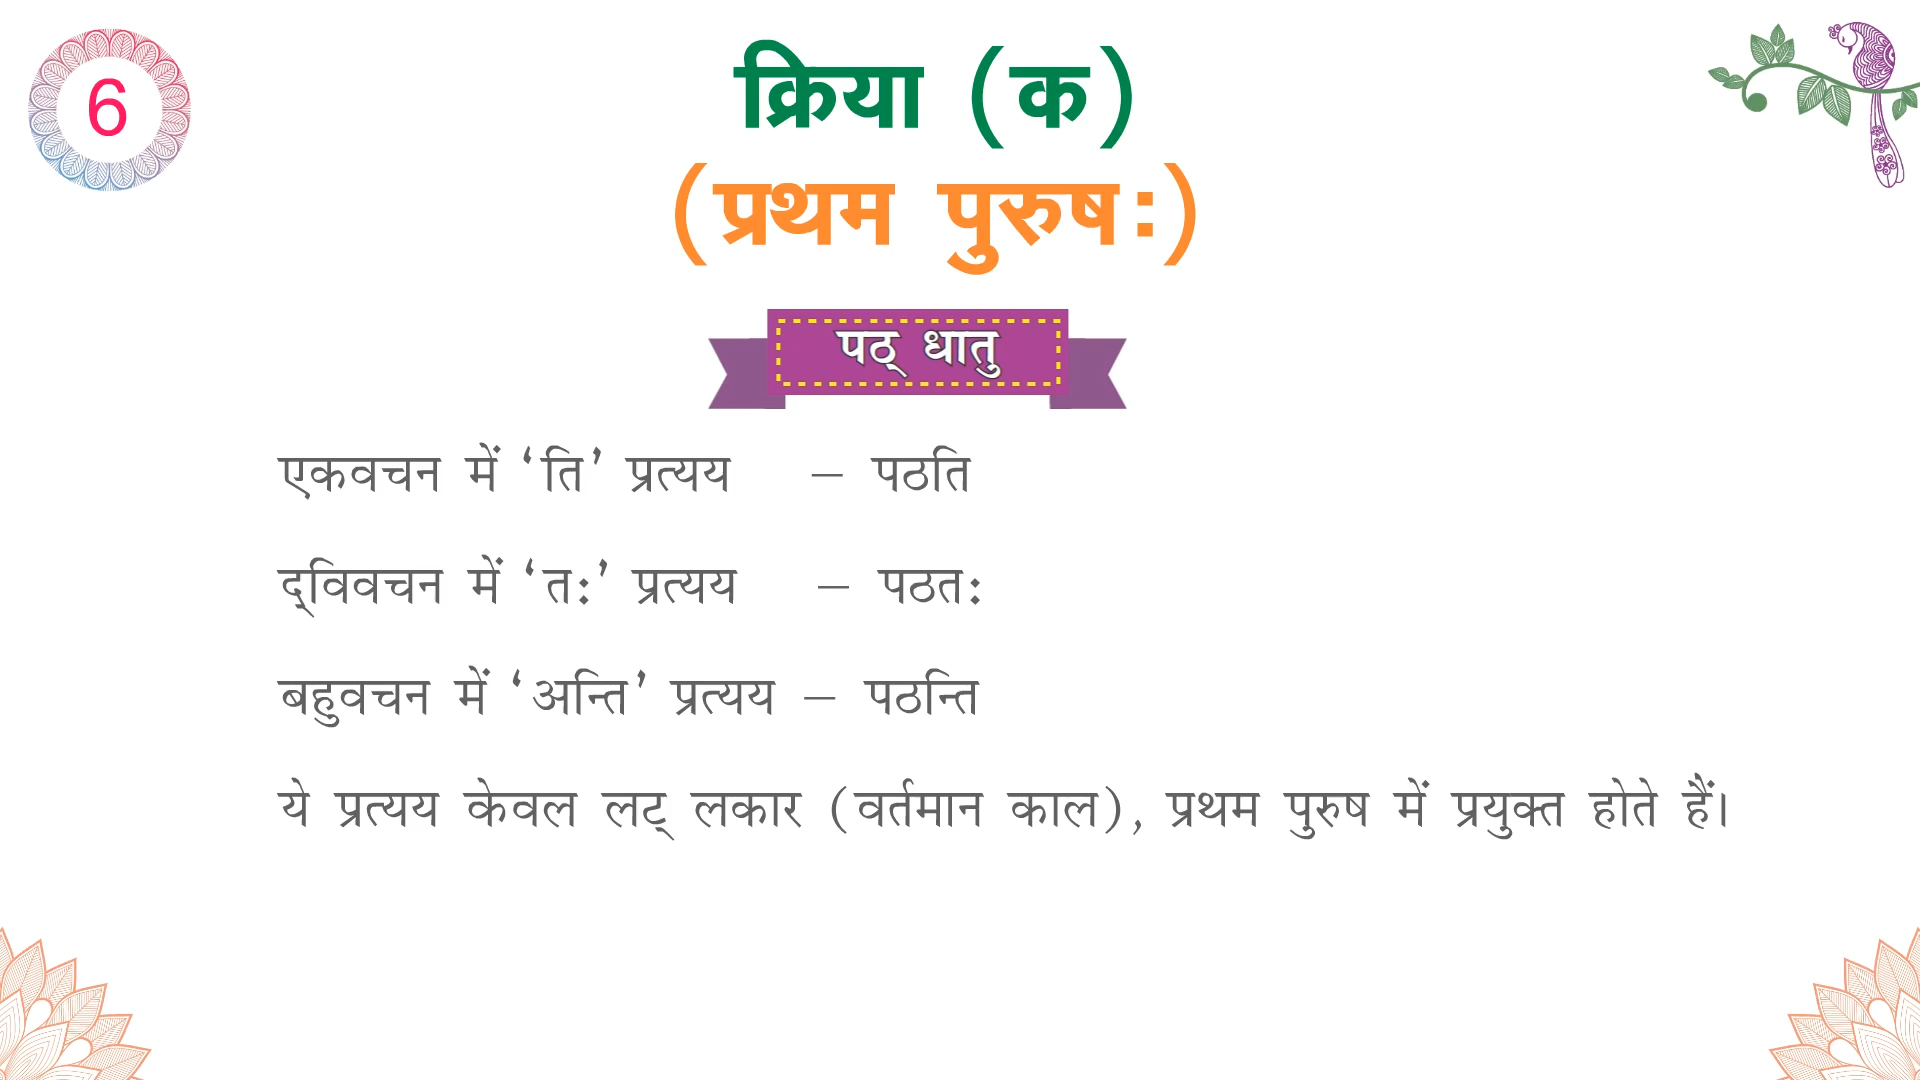 6
क्रिया (क)
(प्रथम पुरुषः)
पठ् धातु
एकवचन में ‘ति’ प्रत्यय – पठति
द्‌विवचन में ‘तः’ प्रत्यय – पठतः
बहुवचन में ‘अन्ति’ प्रत्यय – पठन्ति
ये प्रत्यय केवल लट् लकार (वर्तमान काल), प्रथम पुरुष में प्रयुक्त होते हैं।